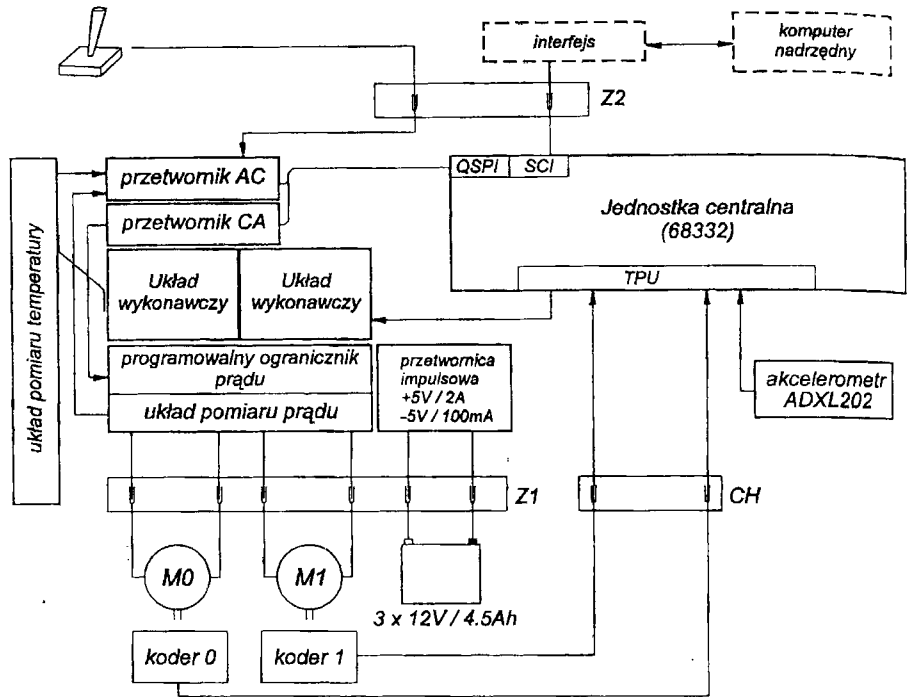 interfejs
komputer
nadrzędny
Z2
układ pomiaru temperatury
przetwornik AC
przetwornik CA
QSPI
SCI
Jednostka centralna
(68332)
TPU
Układ
wykonawczy
Układ
wykonawczy
programowalny ogranicznik
prądu
układ pomiaru prądu
przetwornica
impulsowa
+5V / 2A
-5V / 100mA
akcelerometr
ADXL202
Z1
CH
M0
M1
3 x 12V / 4.5Ah
koder 0
koder 1